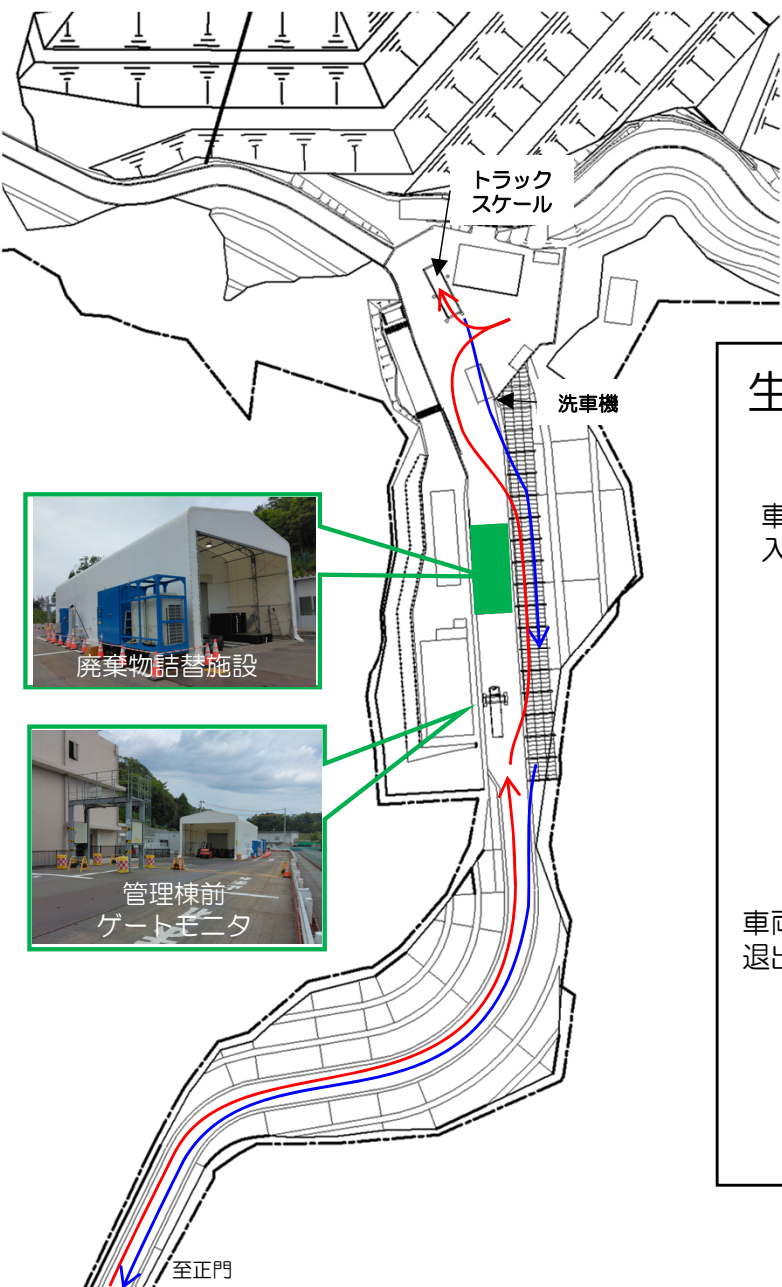 トラック
スケール
洗車機
廃棄物詰替施設
管理棟前
ゲートモニタ
至正門
生
車
入
車両
退出